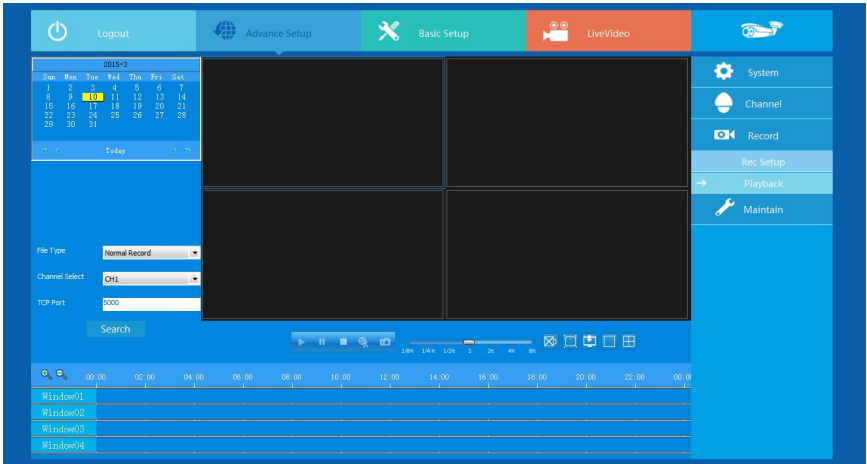 Logout
Advance Setup
Basic Setup
LiveVideo
2015-3
Sun Mon Tue Wed Thu Fri Sat
1 2 3 4 5 6 7
8 9 10 11 12 13 14
15 16 17 18 19 20 21
22 23 24 25 26 27 28
29 30 31
Today
System
Channel
Record
Rec Setup
Playback
Maintain
File Type Normal Record
Channel Select CH1
TCP Port 5000
Search
1/8x 1/4x 1/2x 1 2x 4x 8x
00:00 02:00 04:00 06:00 08:00 10:00 12:00 14:00 16:00 18:00 20:00 22:00 00:0
Window01
Window02
Window03
Window04